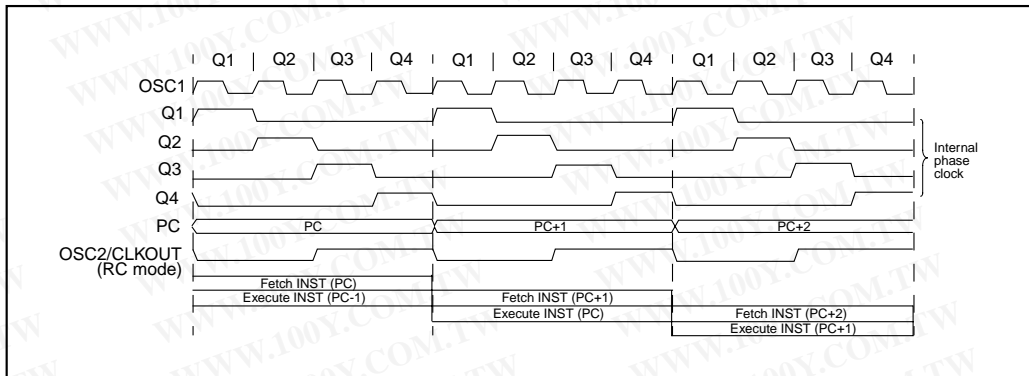 Q1 | Q2 | Q3 | Q4 | Q1 | Q2 | Q3 | Q4 | Q1 | Q2 | Q3 | Q4
OSC1
Q1
Q2
Q3
Q4
Internal
phase
clock
PC PC PC+1 PC+2
OSC2/CLKOUT
(RC mode)
Fetch INST (PC)
Execute INST (PC-1) Fetch INST (PC+1)
Execute INST (PC) Fetch INST (PC+2)
Execute INST (PC+1)
WWW.100Y.COM.TW